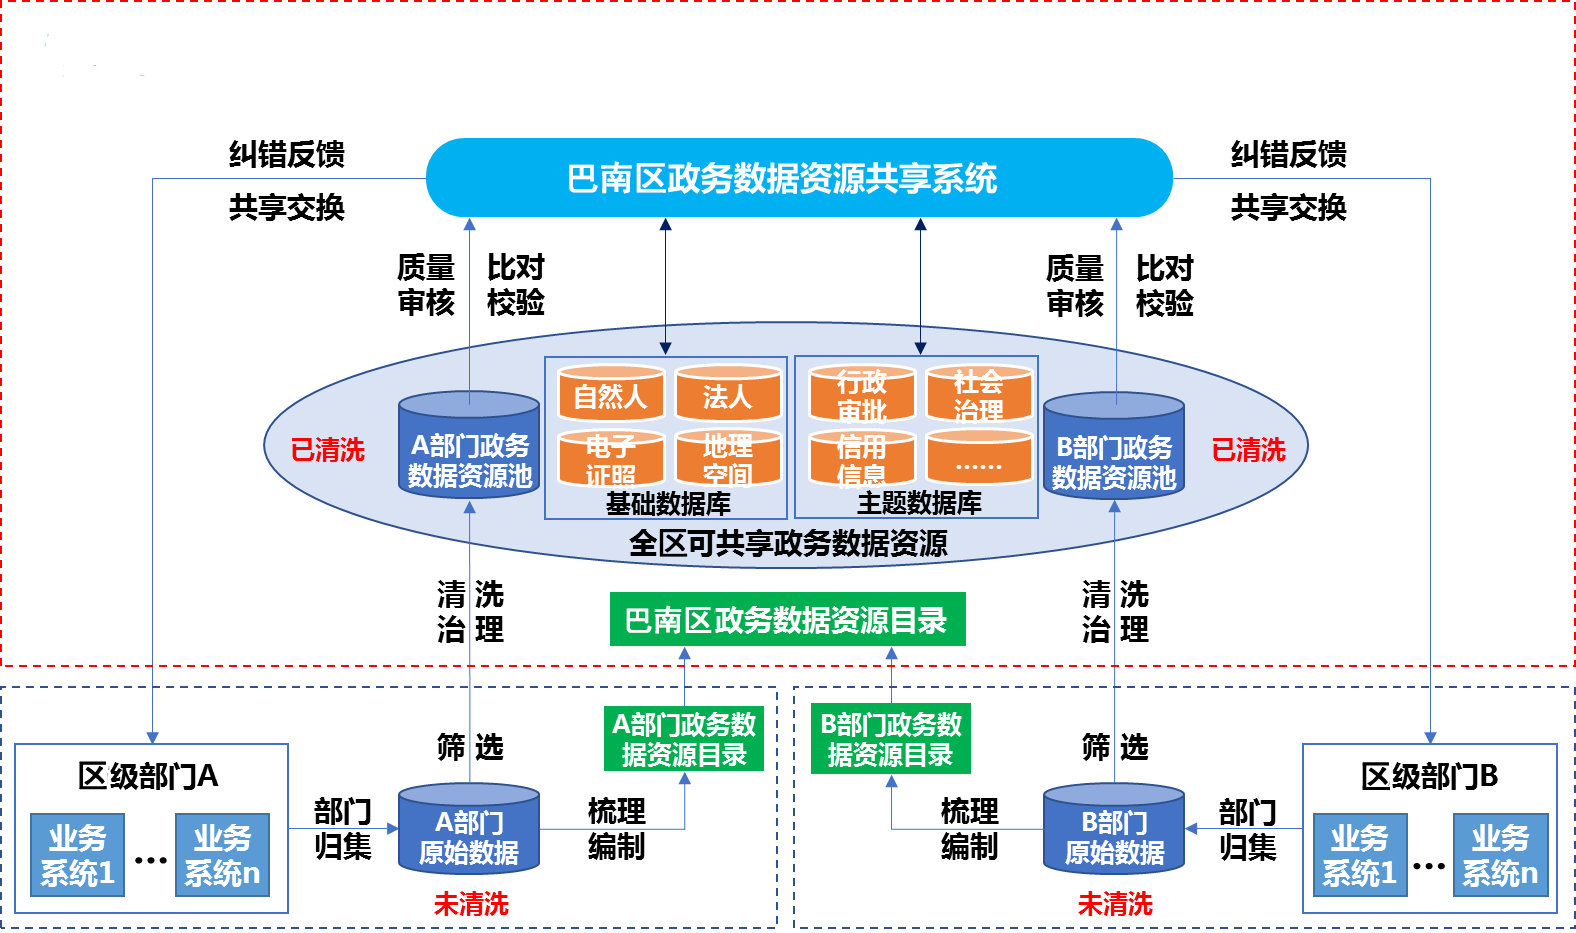 巴南区政务数据资源共享系统
纠错反馈
共享交换
纠错反馈
共享交换
质量
审核
比对
校验
质量
审核
比对
校验
已清洗
A部门政务
数据资源池
自然人
法人
电子
证照
地理
空间
基础数据库
行政
审批
社会
治理
信用
信息
......
主题数据库
B部门政务
数据资源池
已清洗
全区可共享政务数据资源
清 洗
治 理
巴南区政务数据资源目录
清 洗
治 理
筛 选
A部门政务数
据资源目录
B部门政务数
据资源目录
筛 选
区级部门A
业务
系统1
...
业务
系统n
部门
归集
A部门
原始数据
未清洗
梳理
编制
梳理
编制
B部门
原始数据
未清洗
部门
归集
区级部门B
业务
系统1
...
业务
系统n